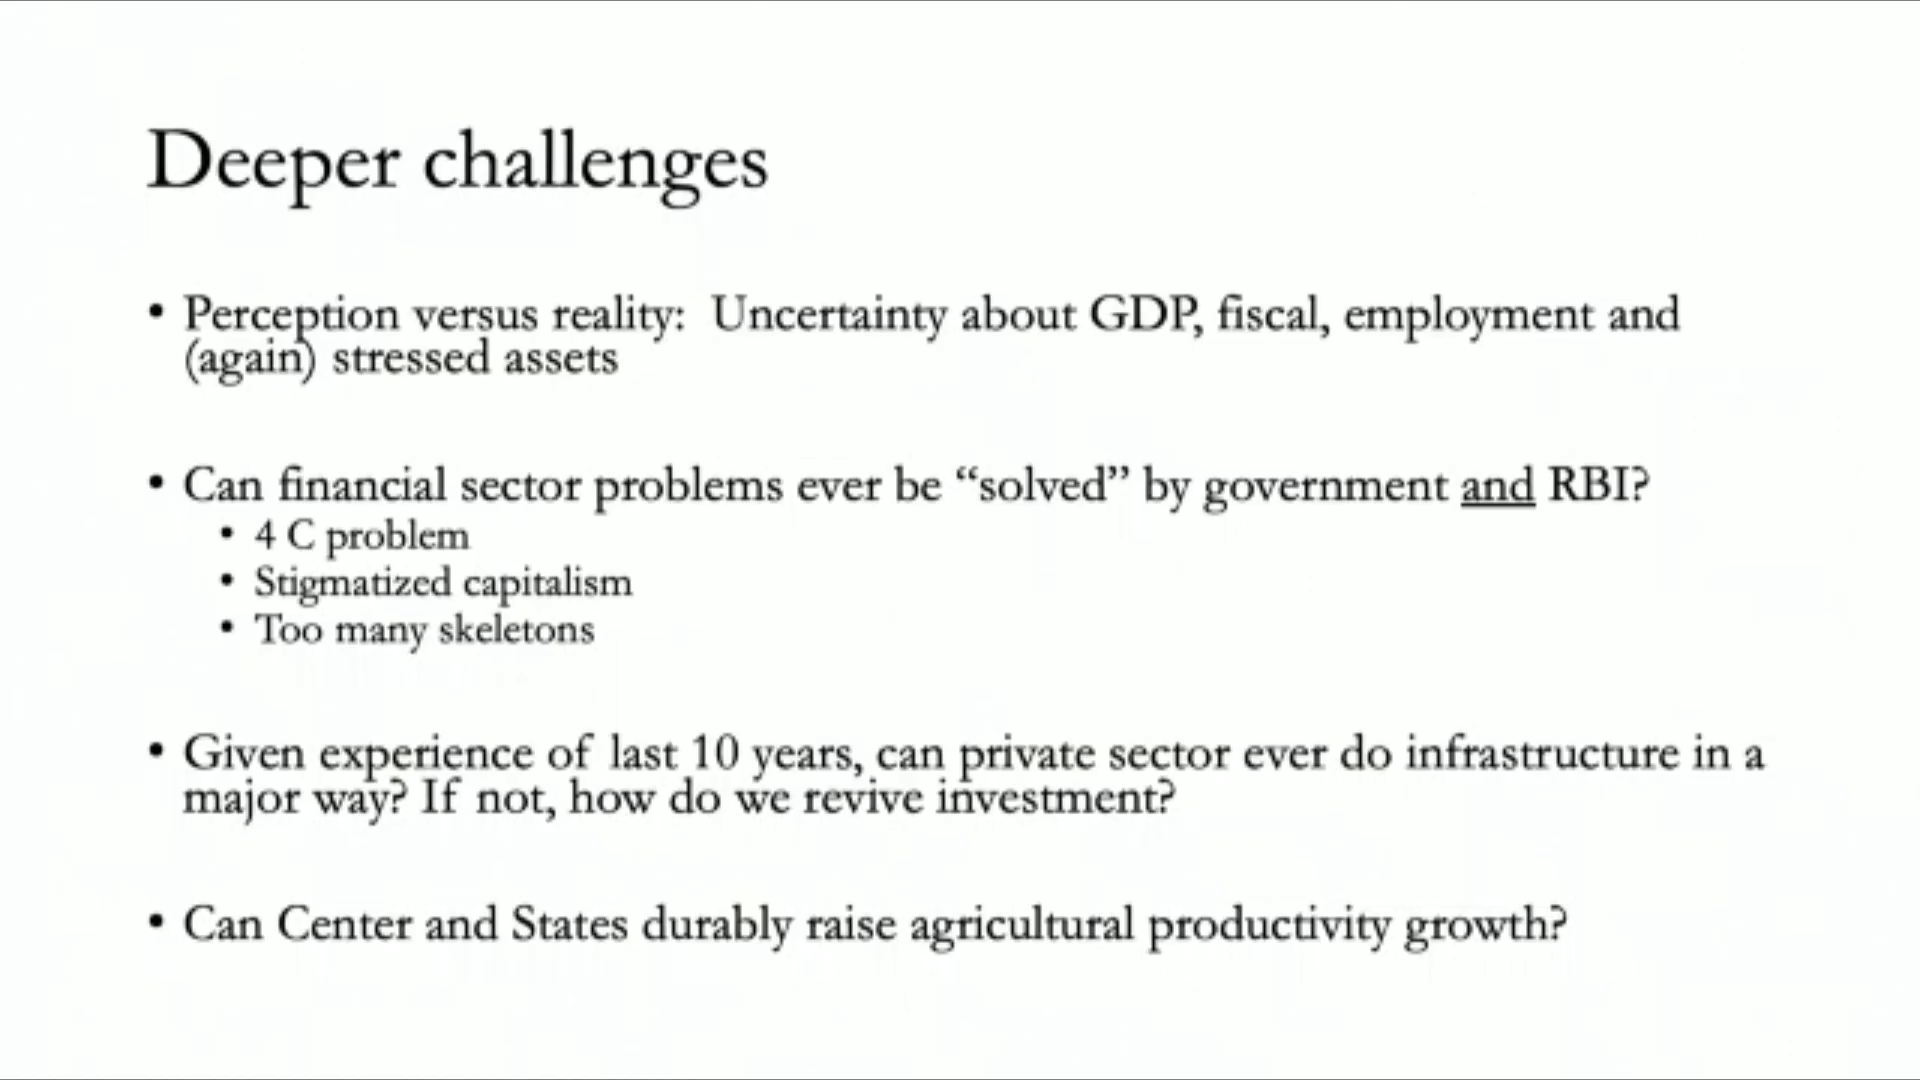 Deeper challenges
• Perception versus reality:  Uncertainty about GDP, fiscal, employment and
(again) stressed assets
• Can financial sector problems ever be “solved” by government and RBI?
• 4 C problem
• Stigmatized capitalism
• Too many skeletons
• Given experience of last 10 years, can private sector ever do infrastructure in a
major way? If not, how do we revive investment?
• Can Center and States durably raise agricultural productivity growth?